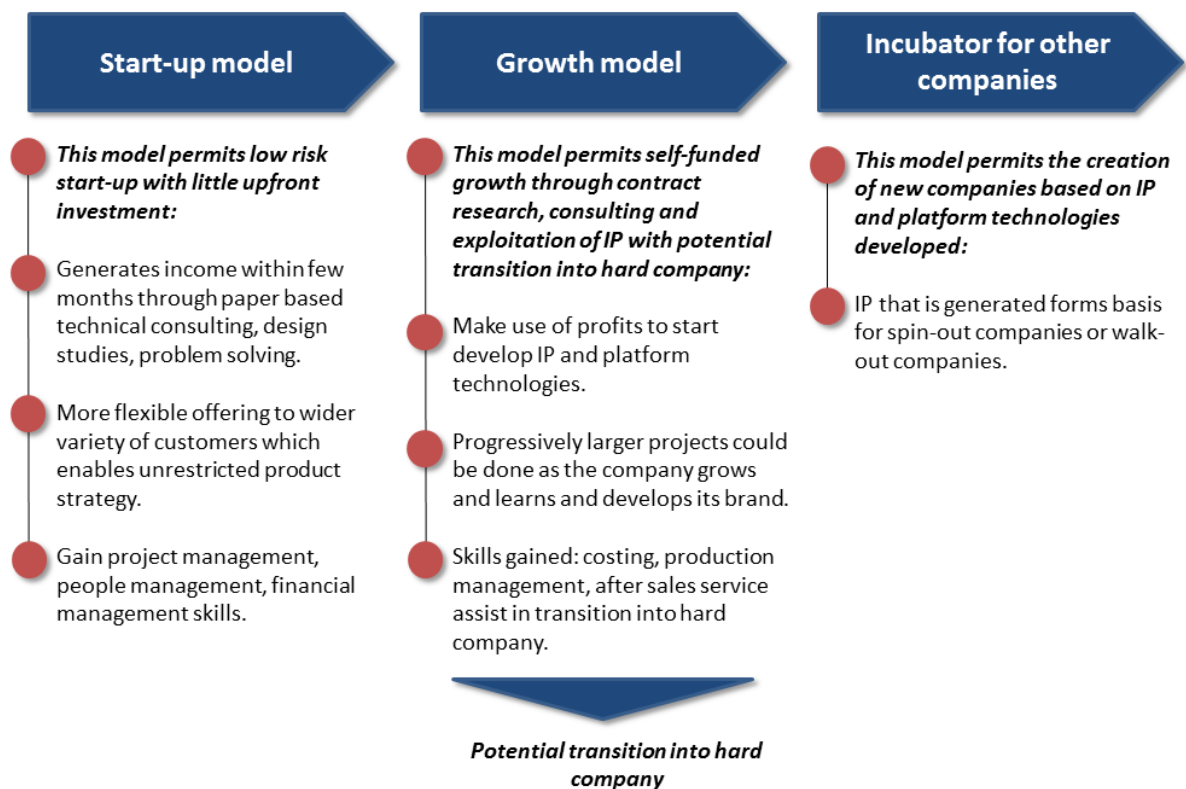 Start-up model
This model permits low risk
start-up with little upfront
investment:
Generates income within few
months through paper based
technical consulting, design
studies, problem solving.
More flexible offering to wider
variety of customers which
enables unrestricted product
strategy.
Gain project management,
people management, financial
management skills.
Growth model
This model permits self-funded
growth through contract
research, consulting and
exploitation of IP with potential
transition into hard company:
Make use of profits to start
develop IP and platform
technologies.
Progressively larger projects could
be done as the company grows
and learns and develops its brand.
Skills gained: costing, production
management, after sales service
assist in transition into hard
company.
Potential transition into hard
company
Incubator for other
companies
This model permits the creation
of new companies based on IP
and platform technologies
developed:
IP that is generated forms basis
for spin-out companies or walk-
out companies.